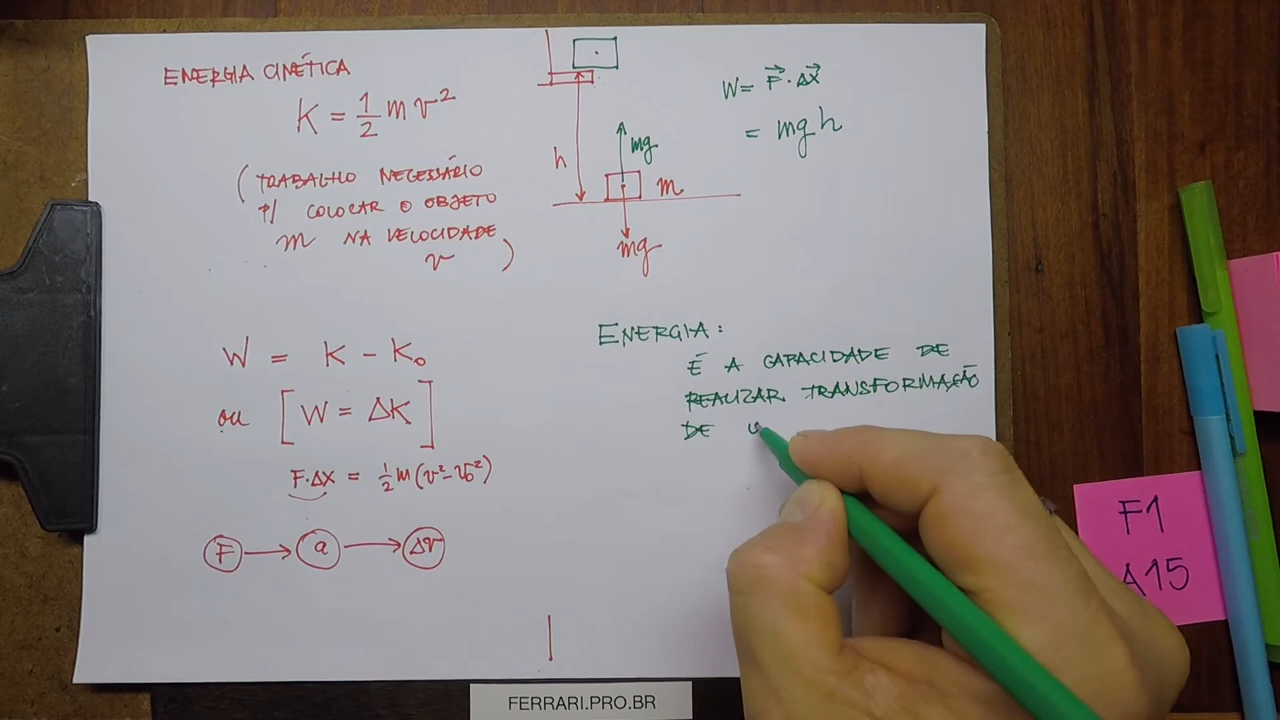 ENERGIA CINÉTICA
K = 1/2 m v²
(TRABALHO NECESSÁRIO
P/ COLOCAR O OBJETO
m NA VELOCIDADE
v)
W = K - K₀
ou [W = ΔK]
F·Δx = 1/2 m(v² - v₀²)
F → a → Δv
h
mg
m
mg
W = F⃗ · Δx⃗
= mgh
ENERGIA:
É A CAPACIDADE DE
REALIZAR TRANSFORMAÇÃO
DE
F1
A15
FERRARI.PRO.BR